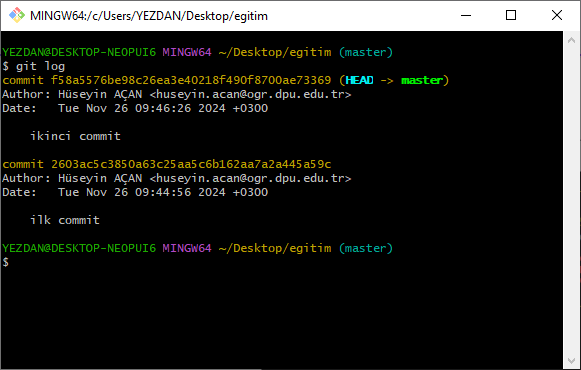 MINGW64:/c/Users/YEZDAN/Desktop/egitim
YEZDAN@DESKTOP-NEOPUI6 MINGW64 ~/Desktop/egitim (master)
$ git log
commit f58a5576be98c26ea3e40218f490f8700ae73369 (HEAD -> master)
Author: Hüseyin AÇAN <huseyin.acan@ogr.dpu.edu.tr>
Date:   Tue Nov 26 09:46:26 2024 +0300
ikinci commit
commit 2603ac5c3850a63c25aa5c6b162aa7a2a445a59c
Author: Hüseyin AÇAN <huseyin.acan@ogr.dpu.edu.tr>
Date:   Tue Nov 26 09:44:56 2024 +0300
ilk commit
YEZDAN@DESKTOP-NEOPUI6 MINGW64 ~/Desktop/egitim (master)
$